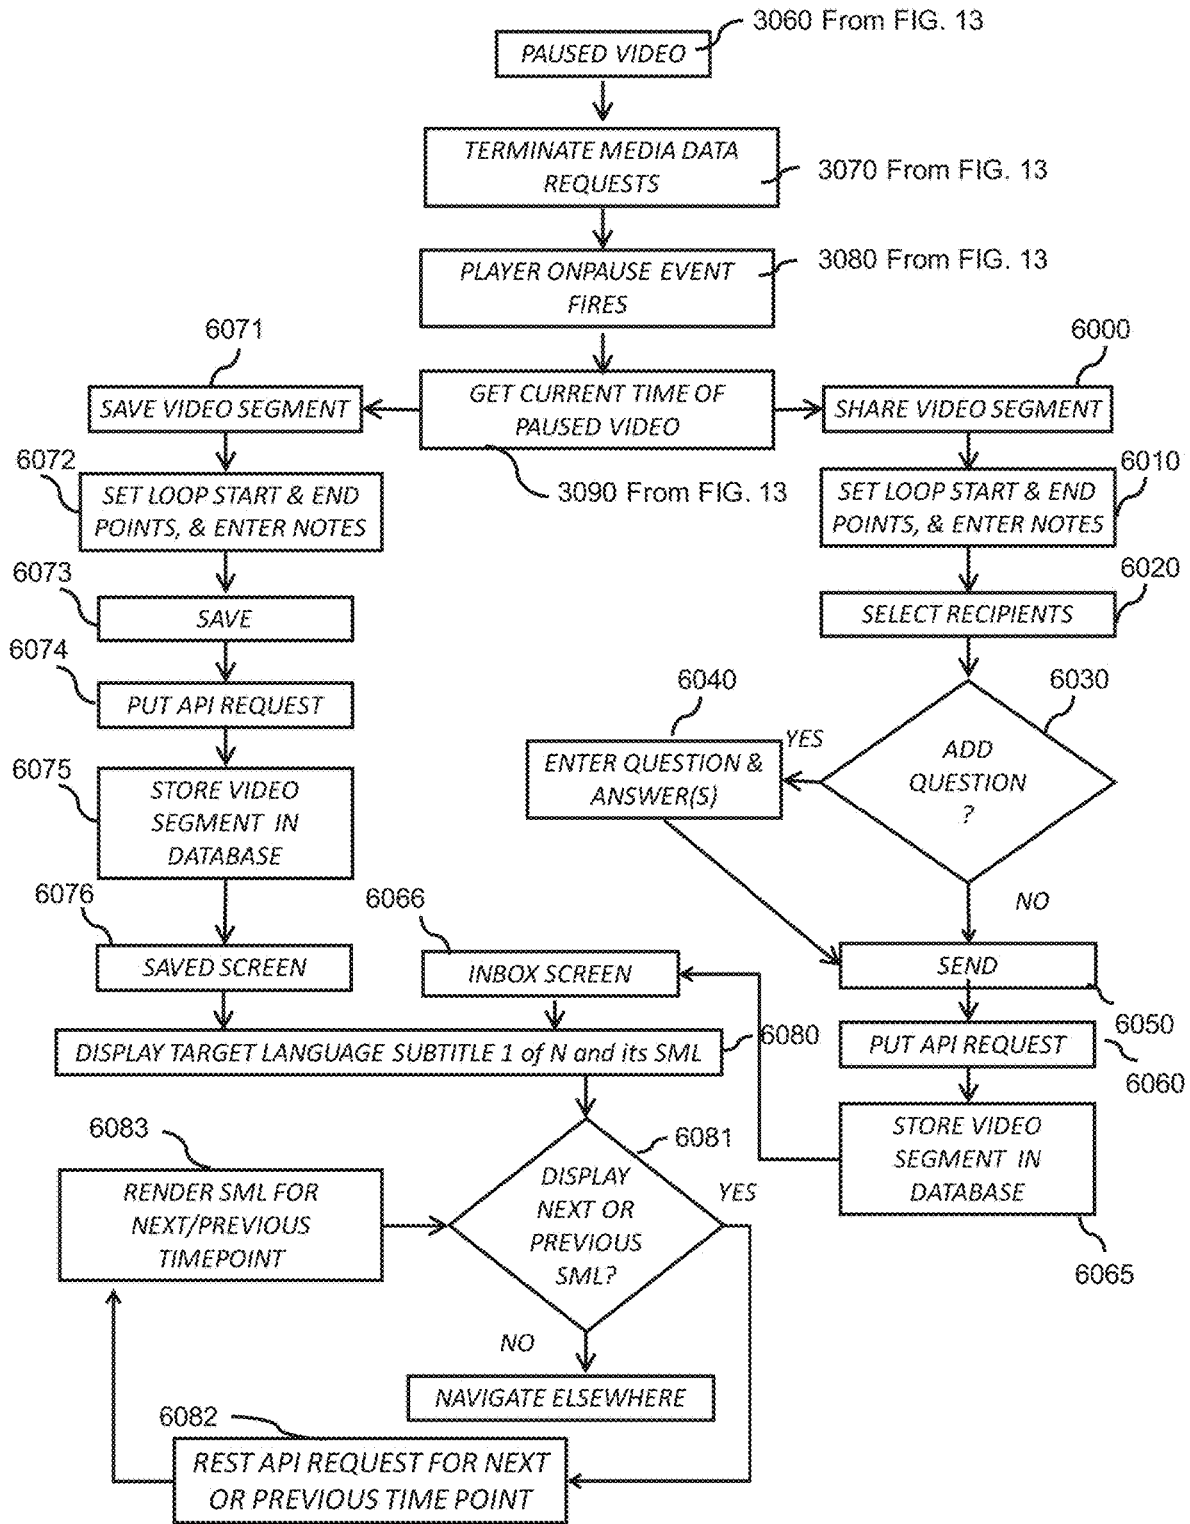 3060 From FIG. 13
PAUSED VIDEO
TERMINATE MEDIA DATA
REQUESTS
3070 From FIG. 13
PLAYER ONPAUSE EVENT
FIRES
3080 From FIG. 13
6071
6000
SAVE VIDEO SEGMENT
GET CURRENT TIME OF
PAUSED VIDEO
SHARE VIDEO SEGMENT
3090 From FIG. 13
6072
SET LOOP START & END
POINTS, & ENTER NOTES
6010
SET LOOP START & END
POINTS, & ENTER NOTES
6073
SAVE
6020
SELECT RECIPIENTS
6074
PUT API REQUEST
6040
6030
YES
ENTER QUESTION &
ANSWER(S)
ADD
QUESTION
?
6075
STORE VIDEO
SEGMENT IN
DATABASE
NO
6076
6066
SAVED SCREEN
INBOX SCREEN
SEND
6050
DISPLAY TARGET LANGUAGE SUBTITLE 1 of N and its SML
6080
PUT API REQUEST
6060
6083
6081
STORE VIDEO
SEGMENT IN
DATABASE
6065
RENDER SML FOR
NEXT/PREVIOUS
TIMEPOINT
DISPLAY
NEXT OR
PREVIOUS
SML?
YES
NO
NAVIGATE ELSEWHERE
6082
REST API REQUEST FOR NEXT
OR PREVIOUS TIME POINT